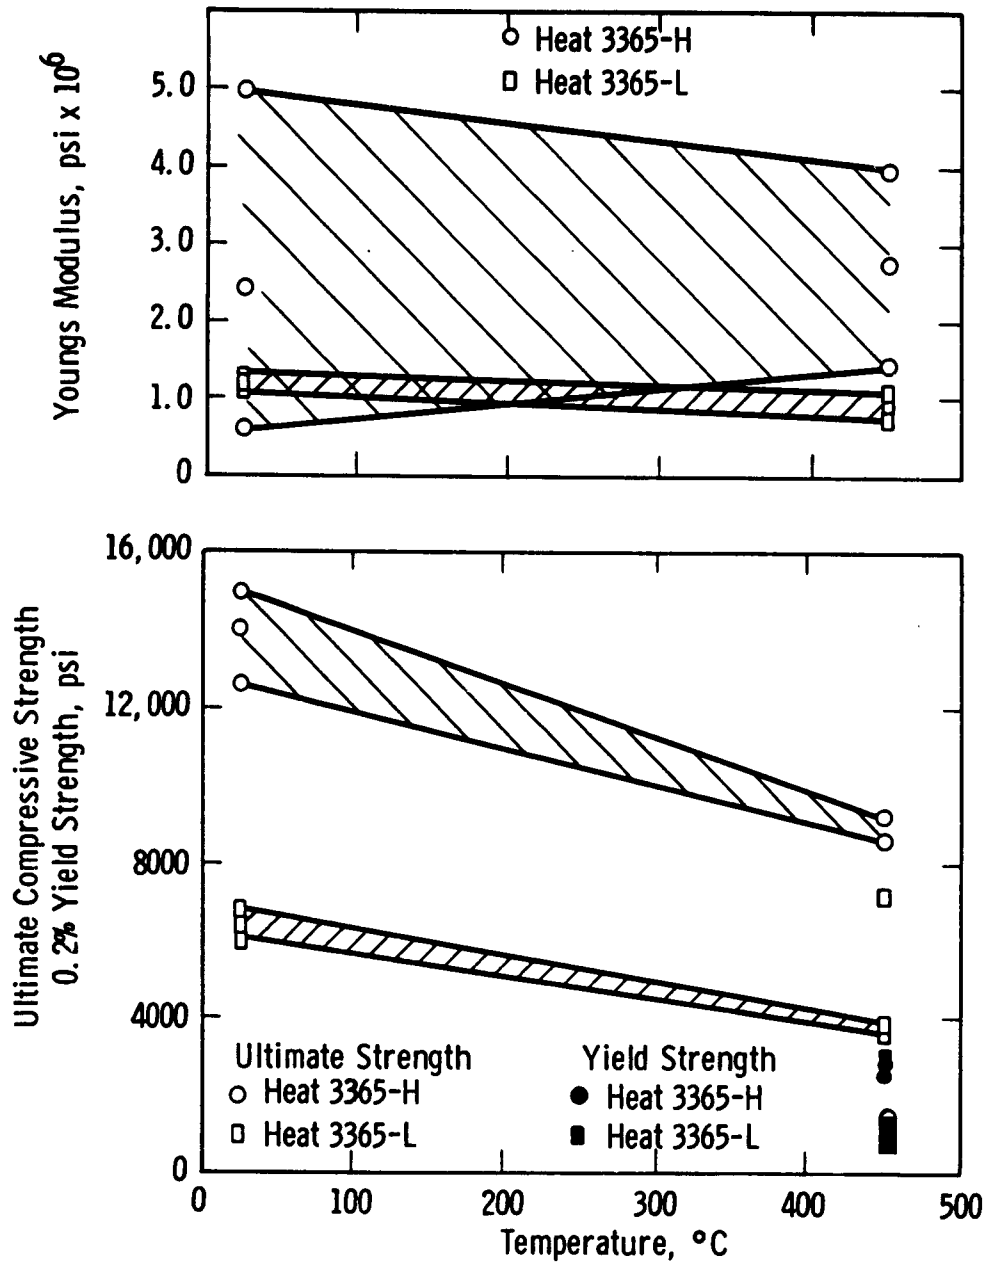 Heat 3365-H
Heat 3365-L
Youngs Modulus, psi x 10⁶
5.0
4.0
3.0
2.0
1.0
0
Ultimate Compressive Strength
0.2% Yield Strength, psi
16,000
12,000
8000
4000
0
Ultimate Strength
Heat 3365-H
Heat 3365-L
Yield Strength
Heat 3365-H
Heat 3365-L
0 100 200 300 400 500
Temperature, °C